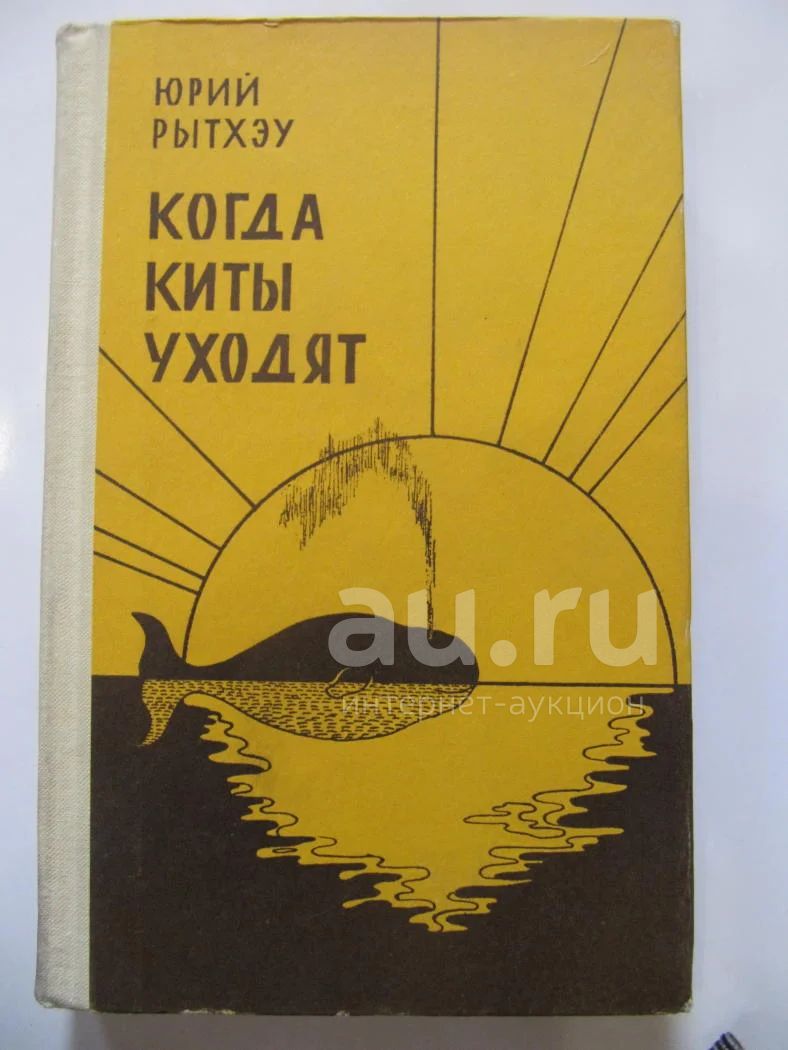 ЮРИЙ
РЫТХЭУ
КОГДА
КИТЫ
УХОДЯТ
au.ru
интернет-аукцион